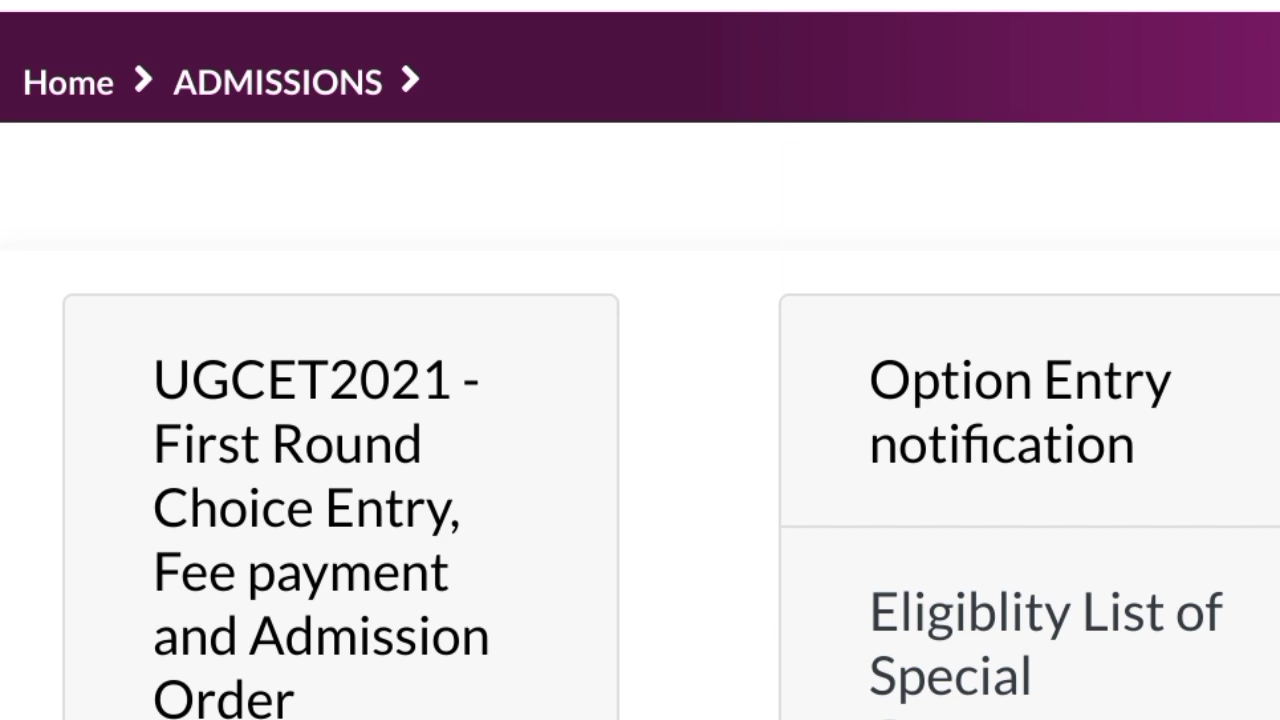 Home > ADMISSIONS >
UGCET2021 -
First Round
Choice Entry,
Fee payment
and Admission
Order
Option Entry
notification
Eligiblity List of
Special